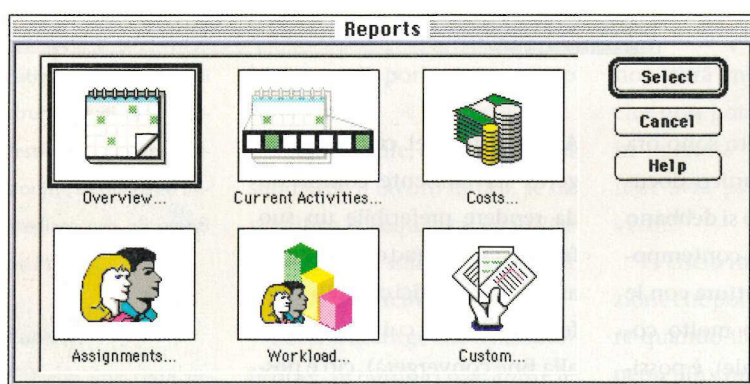 Reports
Select
Cancel
Help
Overview...
Current Activities...
Costs...
Assignments...
Workload...
Custom...